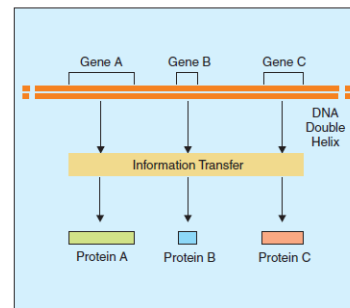 Gene A Gene B Gene C
DNA
Double
Helix
Information Transfer
Protein A Protein B Protein C